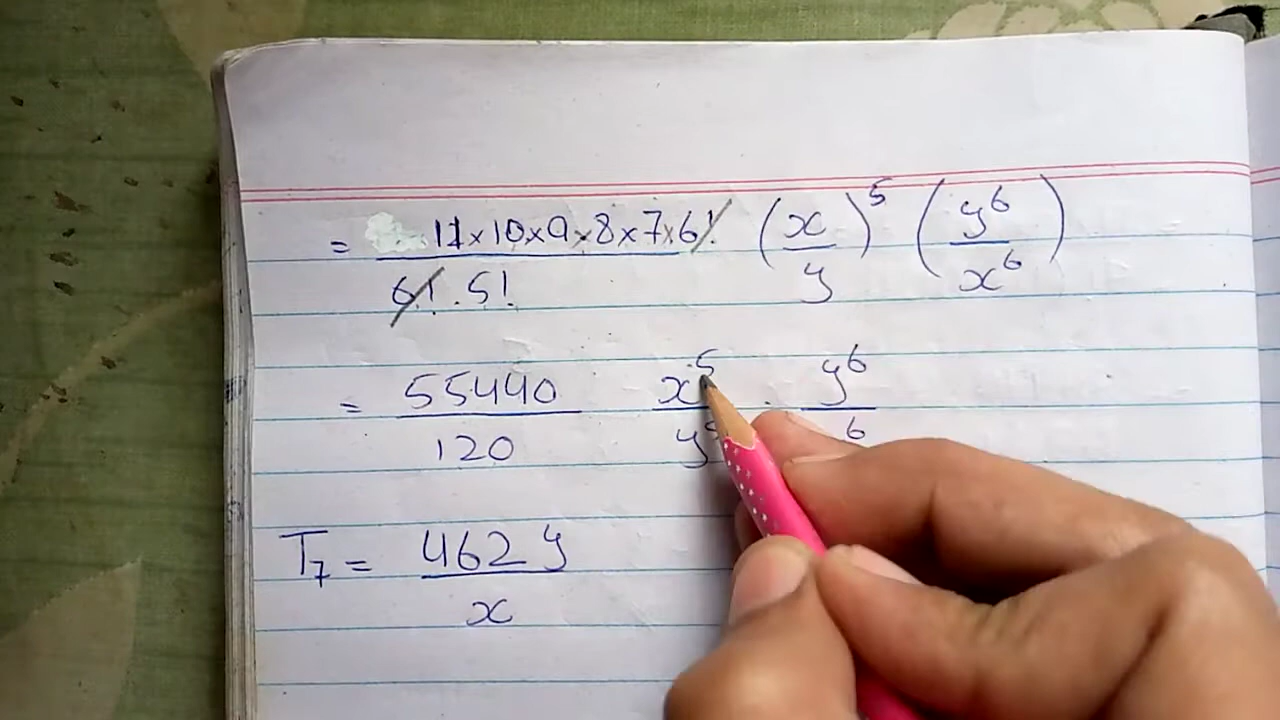 = 11×10×9×8×7×6! (x/y)^5 (y^6/x^6)
6!.5!
= 55440/120 x^5/y^5 . y^6/ ^6
T7 = 462y/x